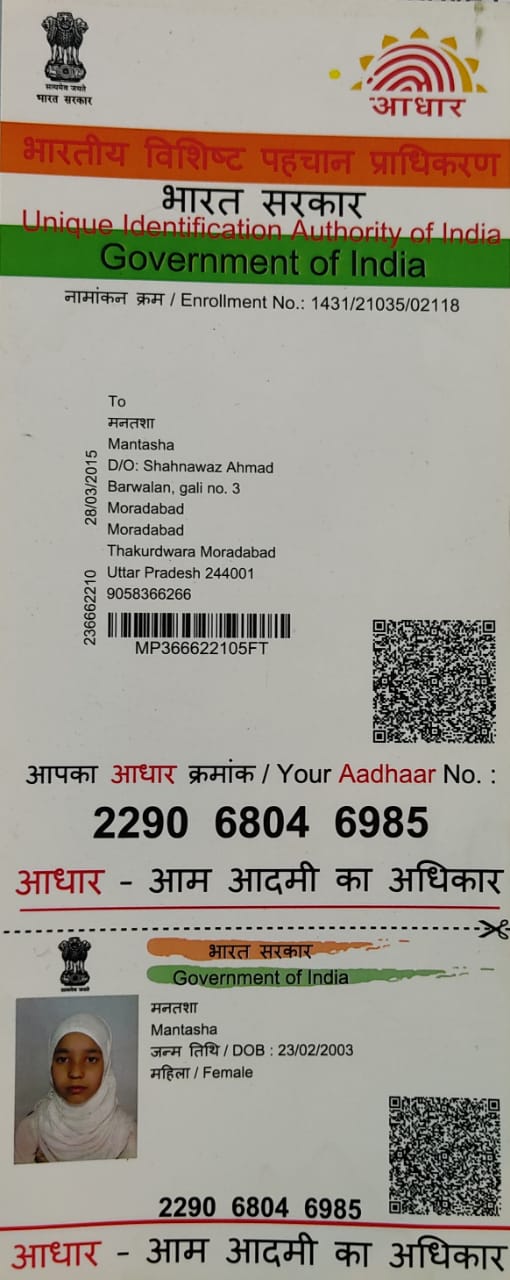 सत्यमेव जयते
भारत सरकार
आधार
भारतीय विशिष्ट पहचान प्राधिकरण
भारत सरकार
Unique Identification Authority of India
Government of India
नामांकन क्रम / Enrollment No.: 1431/21035/02118
To
मनतशा
Mantasha
D/O: Shahnawaz Ahmad
Barwalan, gali no. 3
Moradabad
Moradabad
Thakurdwara Moradabad
Uttar Pradesh 244001
9058366266
28/03/2015
236662210
MP366622105FT
आपका आधार क्रमांक / Your Aadhaar No. :
2290 6804 6985
आधार - आम आदमी का अधिकार
भारत सरकार
Government of India
मनतशा
Mantasha
जन्म तिथि / DOB : 23/02/2003
महिला / Female
2290 6804 6985
आधार - आम आदमी का अधिकार